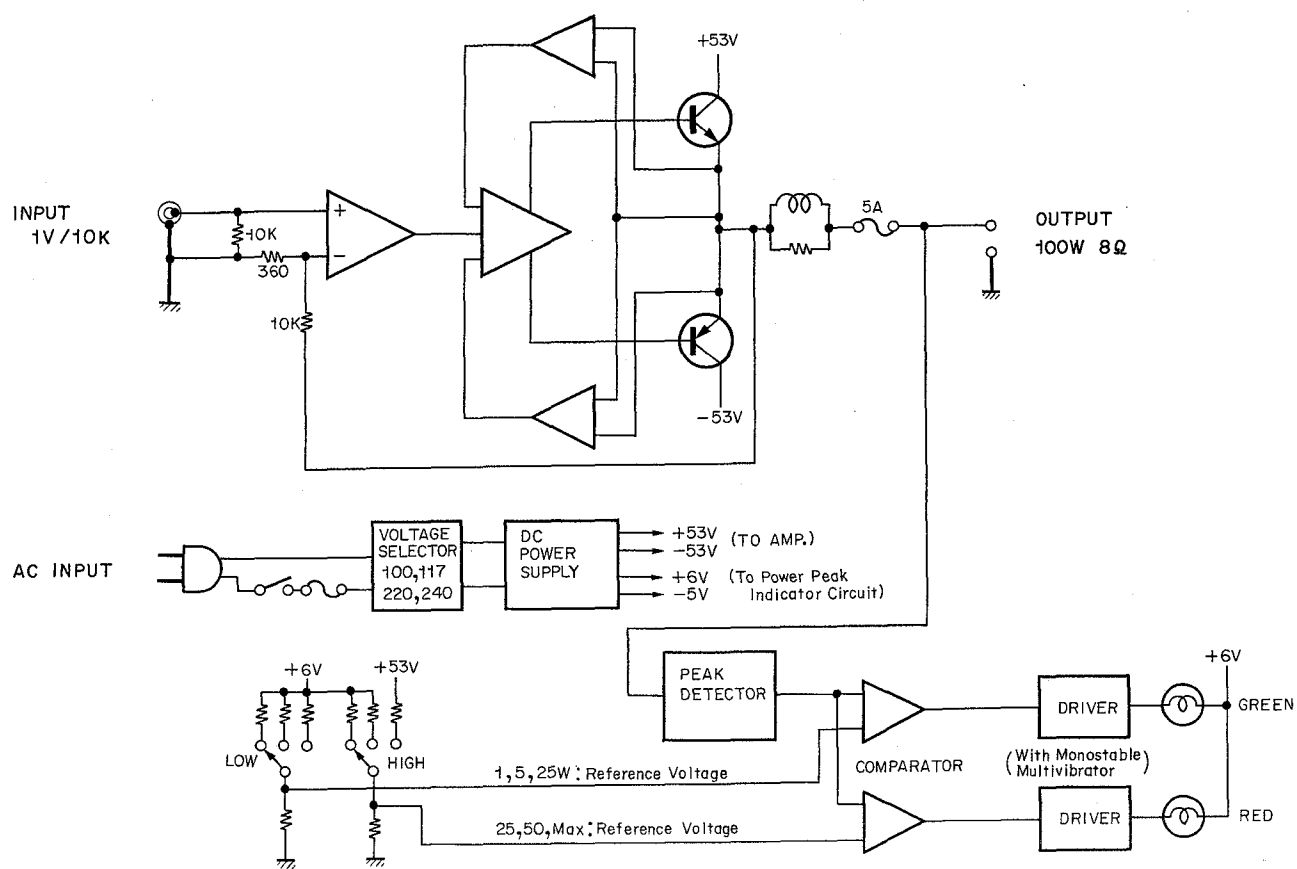 +53V
INPUT
1V/10K
+
10K
360
−
10K
5A
OUTPUT
100W 8Ω
−53V
AC INPUT
VOLTAGE
SELECTOR
100,117
220,240
DC
POWER
SUPPLY
+53V
−53V
(TO AMP.)
+6V
−5V
(To Power Peak
Indicator Circuit)
+6V
+53V
LOW
HIGH
PEAK
DETECTOR
+6V
DRIVER
GREEN
COMPARATOR
(With Monostable
Multivibrator)
1,5,25W: Reference Voltage
25,50,Max: Reference Voltage
DRIVER
RED